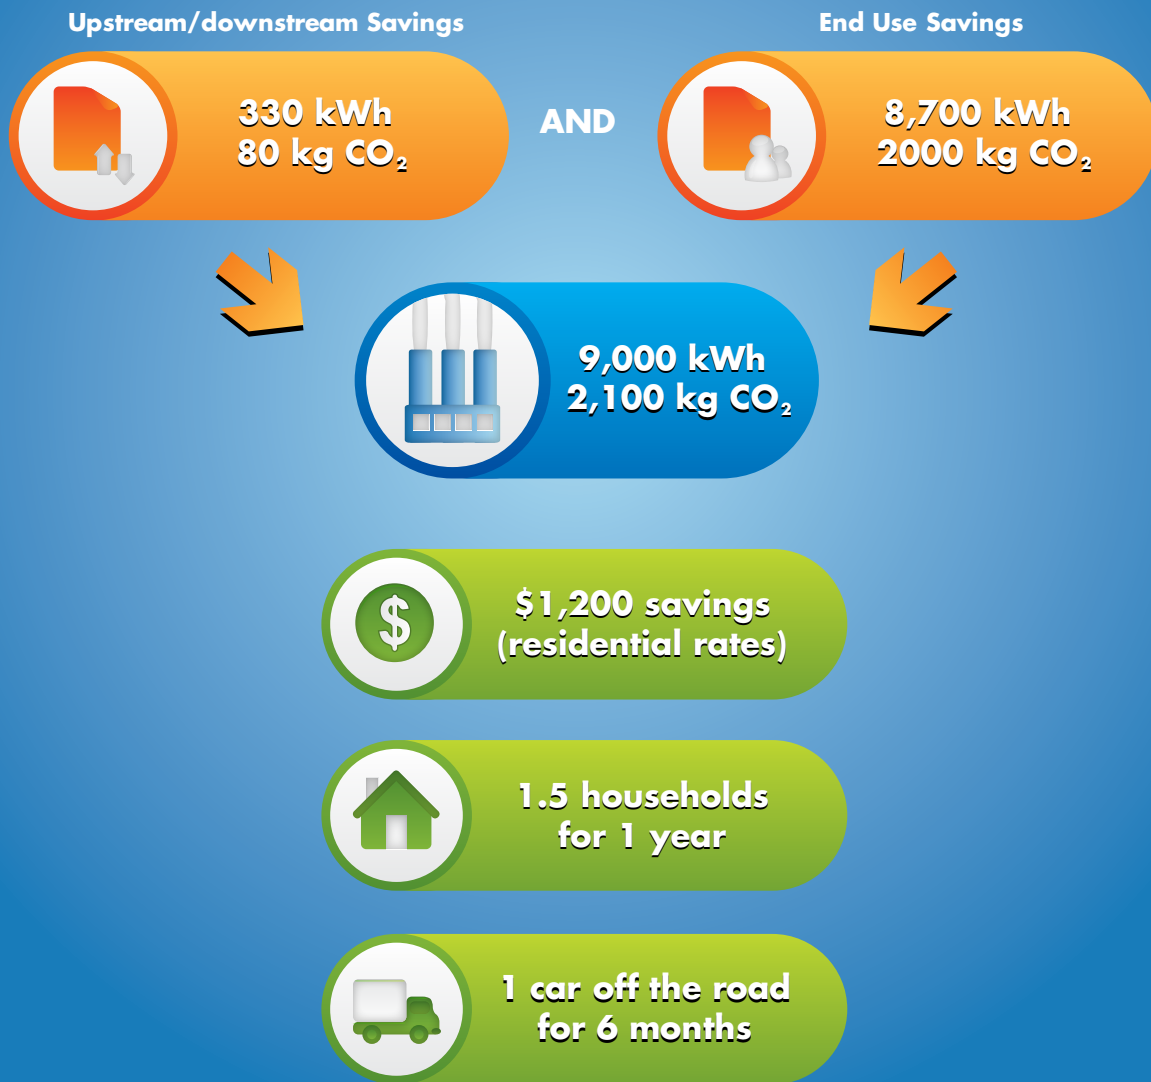 Upstream/downstream Savings
End Use Savings
330 kWh
80 kg CO₂
AND
8,700 kWh
2000 kg CO₂
9,000 kWh
2,100 kg CO₂
$
$1,200 savings
(residential rates)
1.5 households
for 1 year
1 car off the road
for 6 months